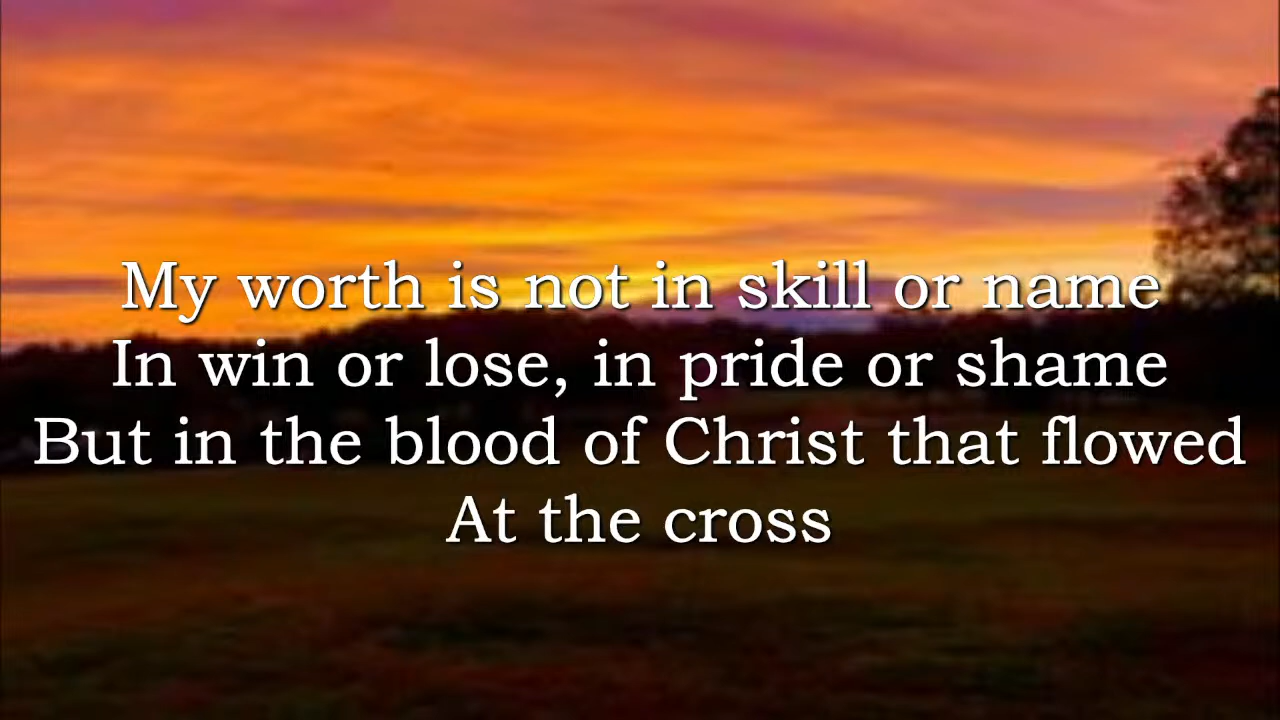 My worth is not in skill or name
In win or lose, in pride or shame
But in the blood of Christ that flowed
At the cross